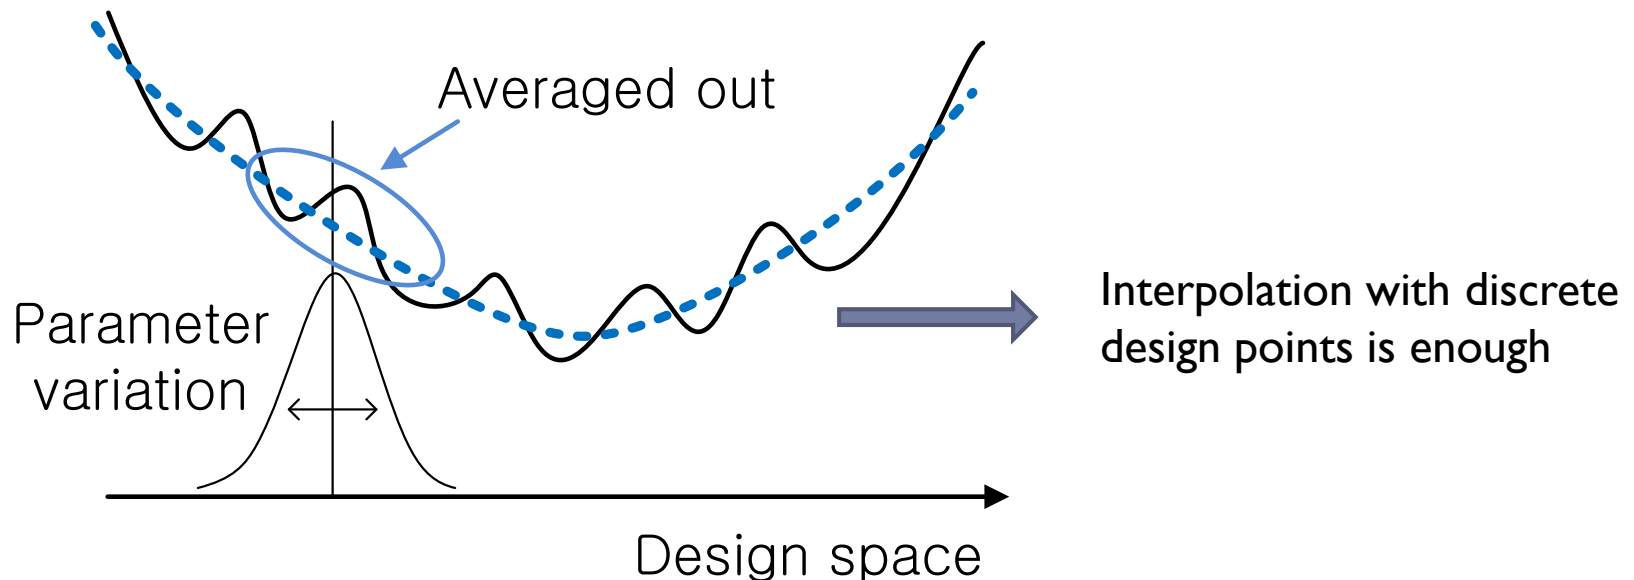 Averaged out
Parameter
variation
Interpolation with discrete
design points is enough
Design space